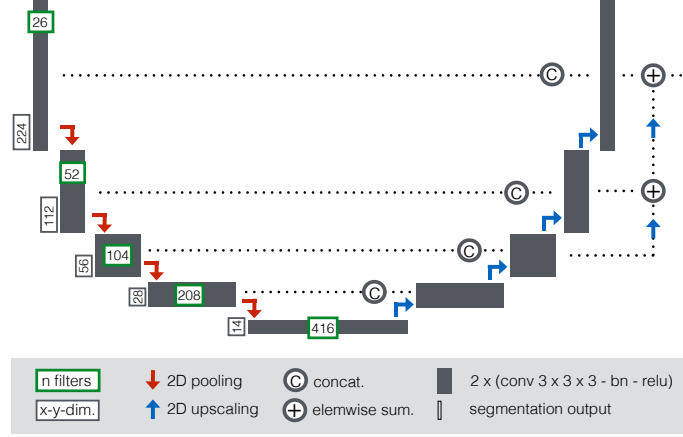 26
C
+
224
52
112
C
+
104
56
C
28
208
C
14
416
n filters
2D pooling
C concat.
2 x (conv 3 x 3 x 3 - bn - relu)
x-y-dim.
2D upscaling
+ elemwise sum.
segmentation output